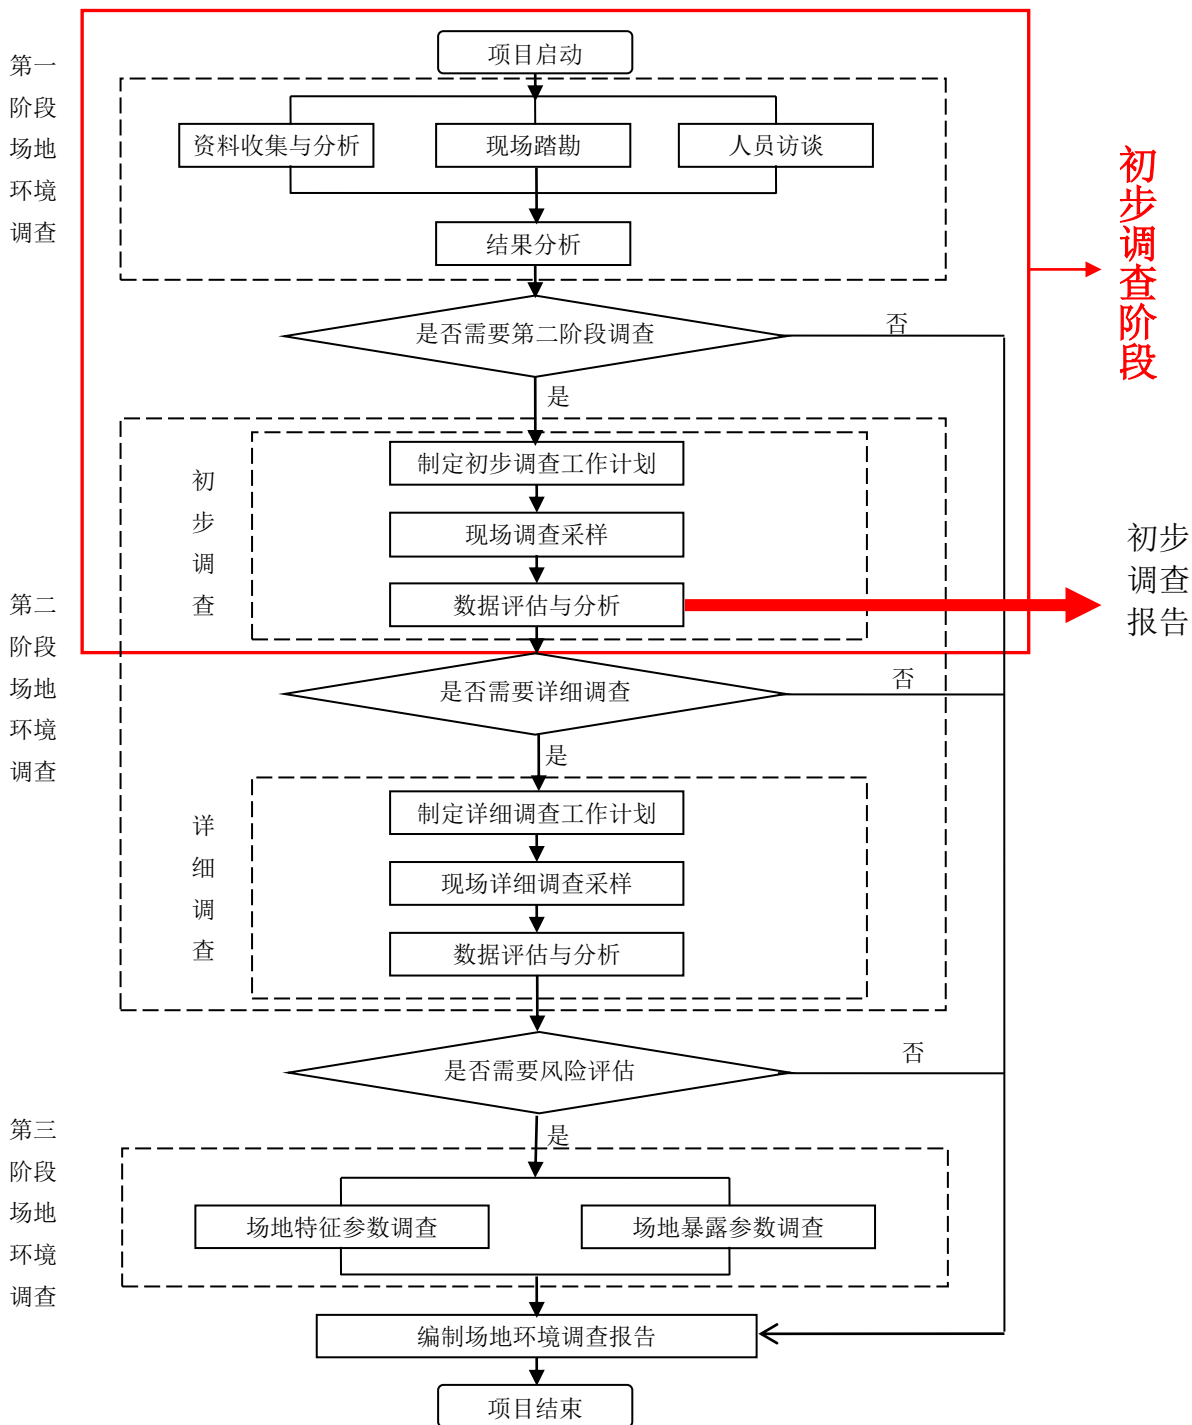 项目启动
第一
阶段
场地
环境
调查
资料收集与分析
现场踏勘
人员访谈
结果分析
初步调查阶段
是否需要第二阶段调查
否
是
初步调查
制定初步调查工作计划
现场调查采样
数据评估与分析
初步
调查
报告
第二
阶段
场地
环境
调查
是否需要详细调查
否
是
详细调查
制定详细调查工作计划
现场详细调查采样
数据评估与分析
是否需要风险评估
否
是
第三
阶段
场地
环境
调查
场地特征参数调查
场地暴露参数调查
编制场地环境调查报告
项目结束